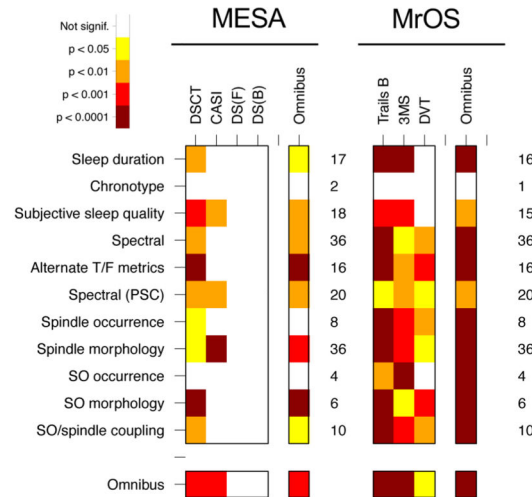 MESA MrOS
Not signif.
p < 0.05
p < 0.01
p < 0.001
p < 0.0001
DSCT CASI DS(F) DS(B) Omnibus Trails B 3MS DVT Omnibus
Sleep duration 17 16
Chronotype 2 1
Subjective sleep quality 18 15
Spectral 36 36
Alternate T/F metrics 16 16
Spectral (PSC) 20 20
Spindle occurrence 8 8
Spindle morphology 36 36
SO occurrence 4 4
SO morphology 6 6
SO/spindle coupling 10 10
Omnibus